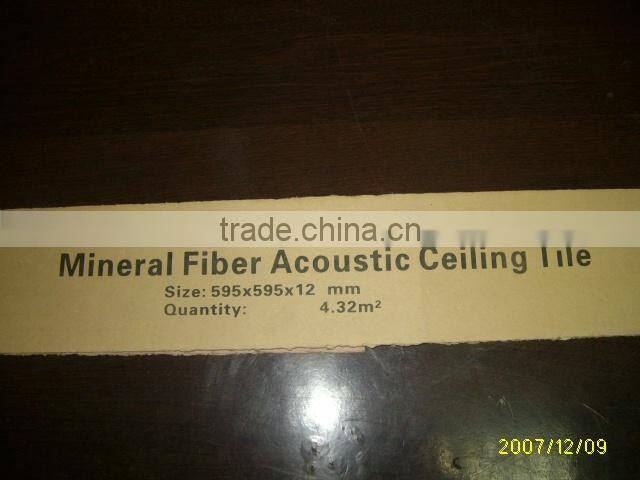 trade.china.cn
Mineral Fiber Acoustic Ceiling Tile
Size: 595x595x12 mm
Quantity: 4.32m²
2007/12/09